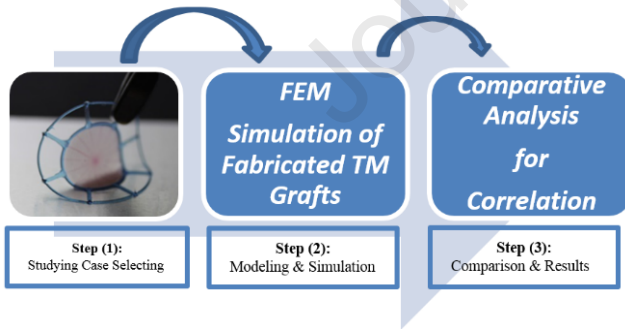 Jou
FEM
Simulation of
Fabricated TM
Grafts
Comparative
Analysis
for
Correlation
Step (1):
Studying Case Selecting
Step (2):
Modeling & Simulation
Step (3):
Comparison & Results